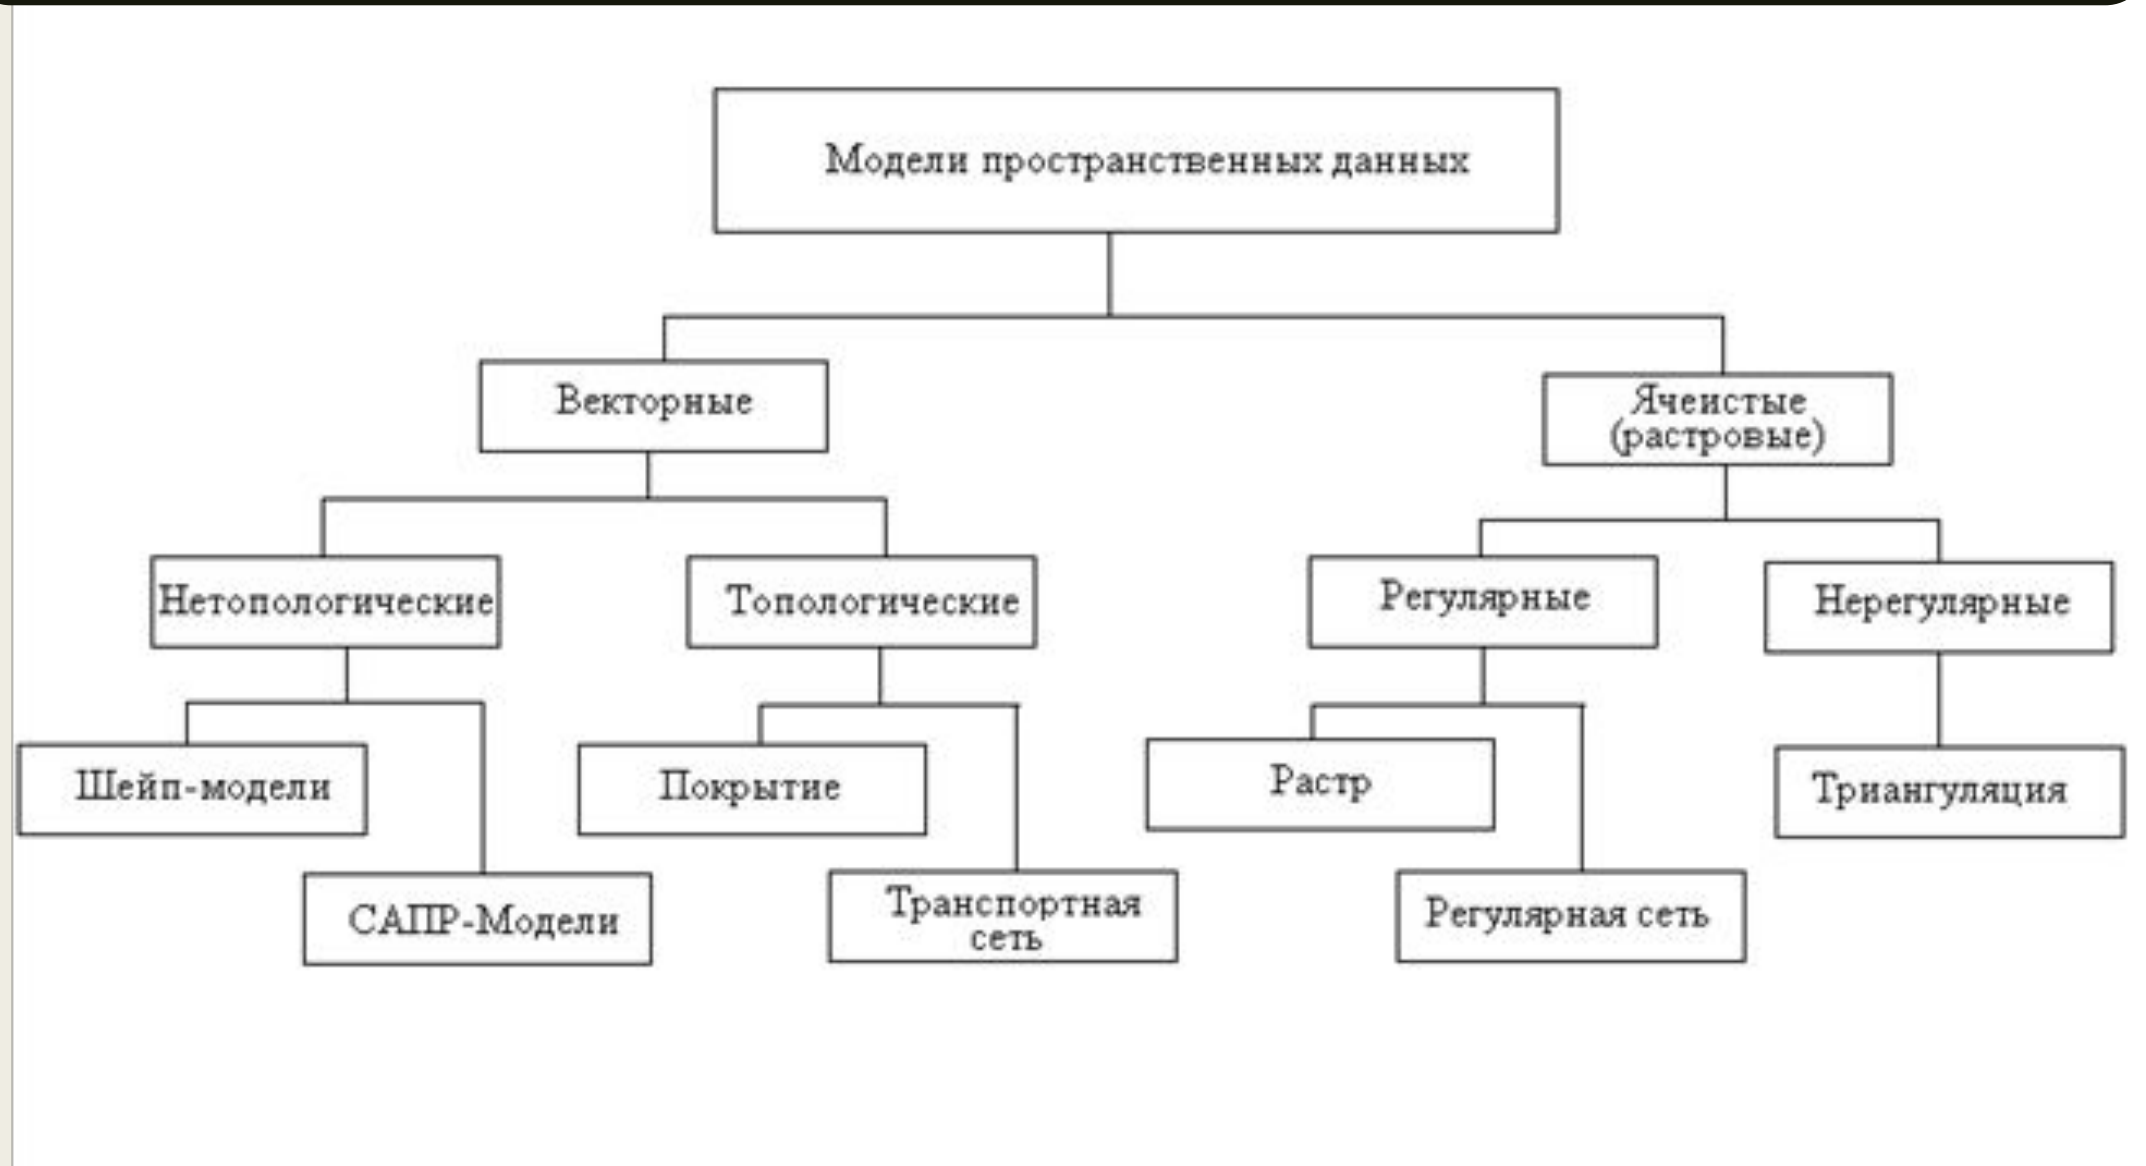 Модели пространственных данных
Векторные
Ячеистые
(растровые)
Нетопологические
Топологические
Регулярные
Нерегулярные
Шейп-модели
Покрытие
Растр
Триангуляция
САПР-Модели
Транспортная
сеть
Регулярная сеть